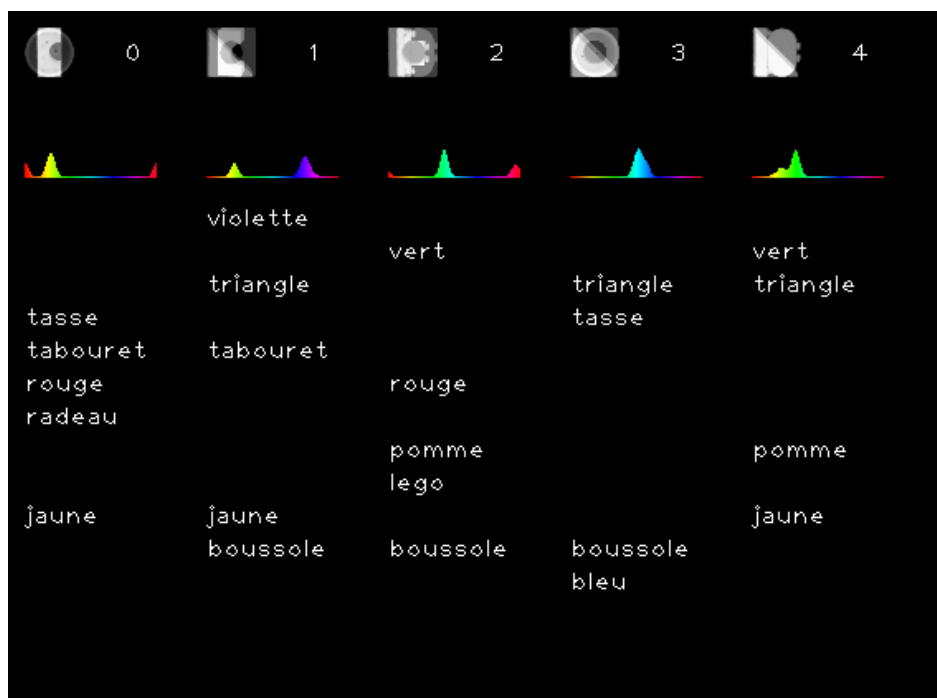 0 1 2 3 4
violette
vert vert
triangle triangle triangle
tasse tasse
tabouret tabouret
rouge rouge
radeau
pomme pomme
lego
jaune jaune jaune
boussole boussole boussole
bleu